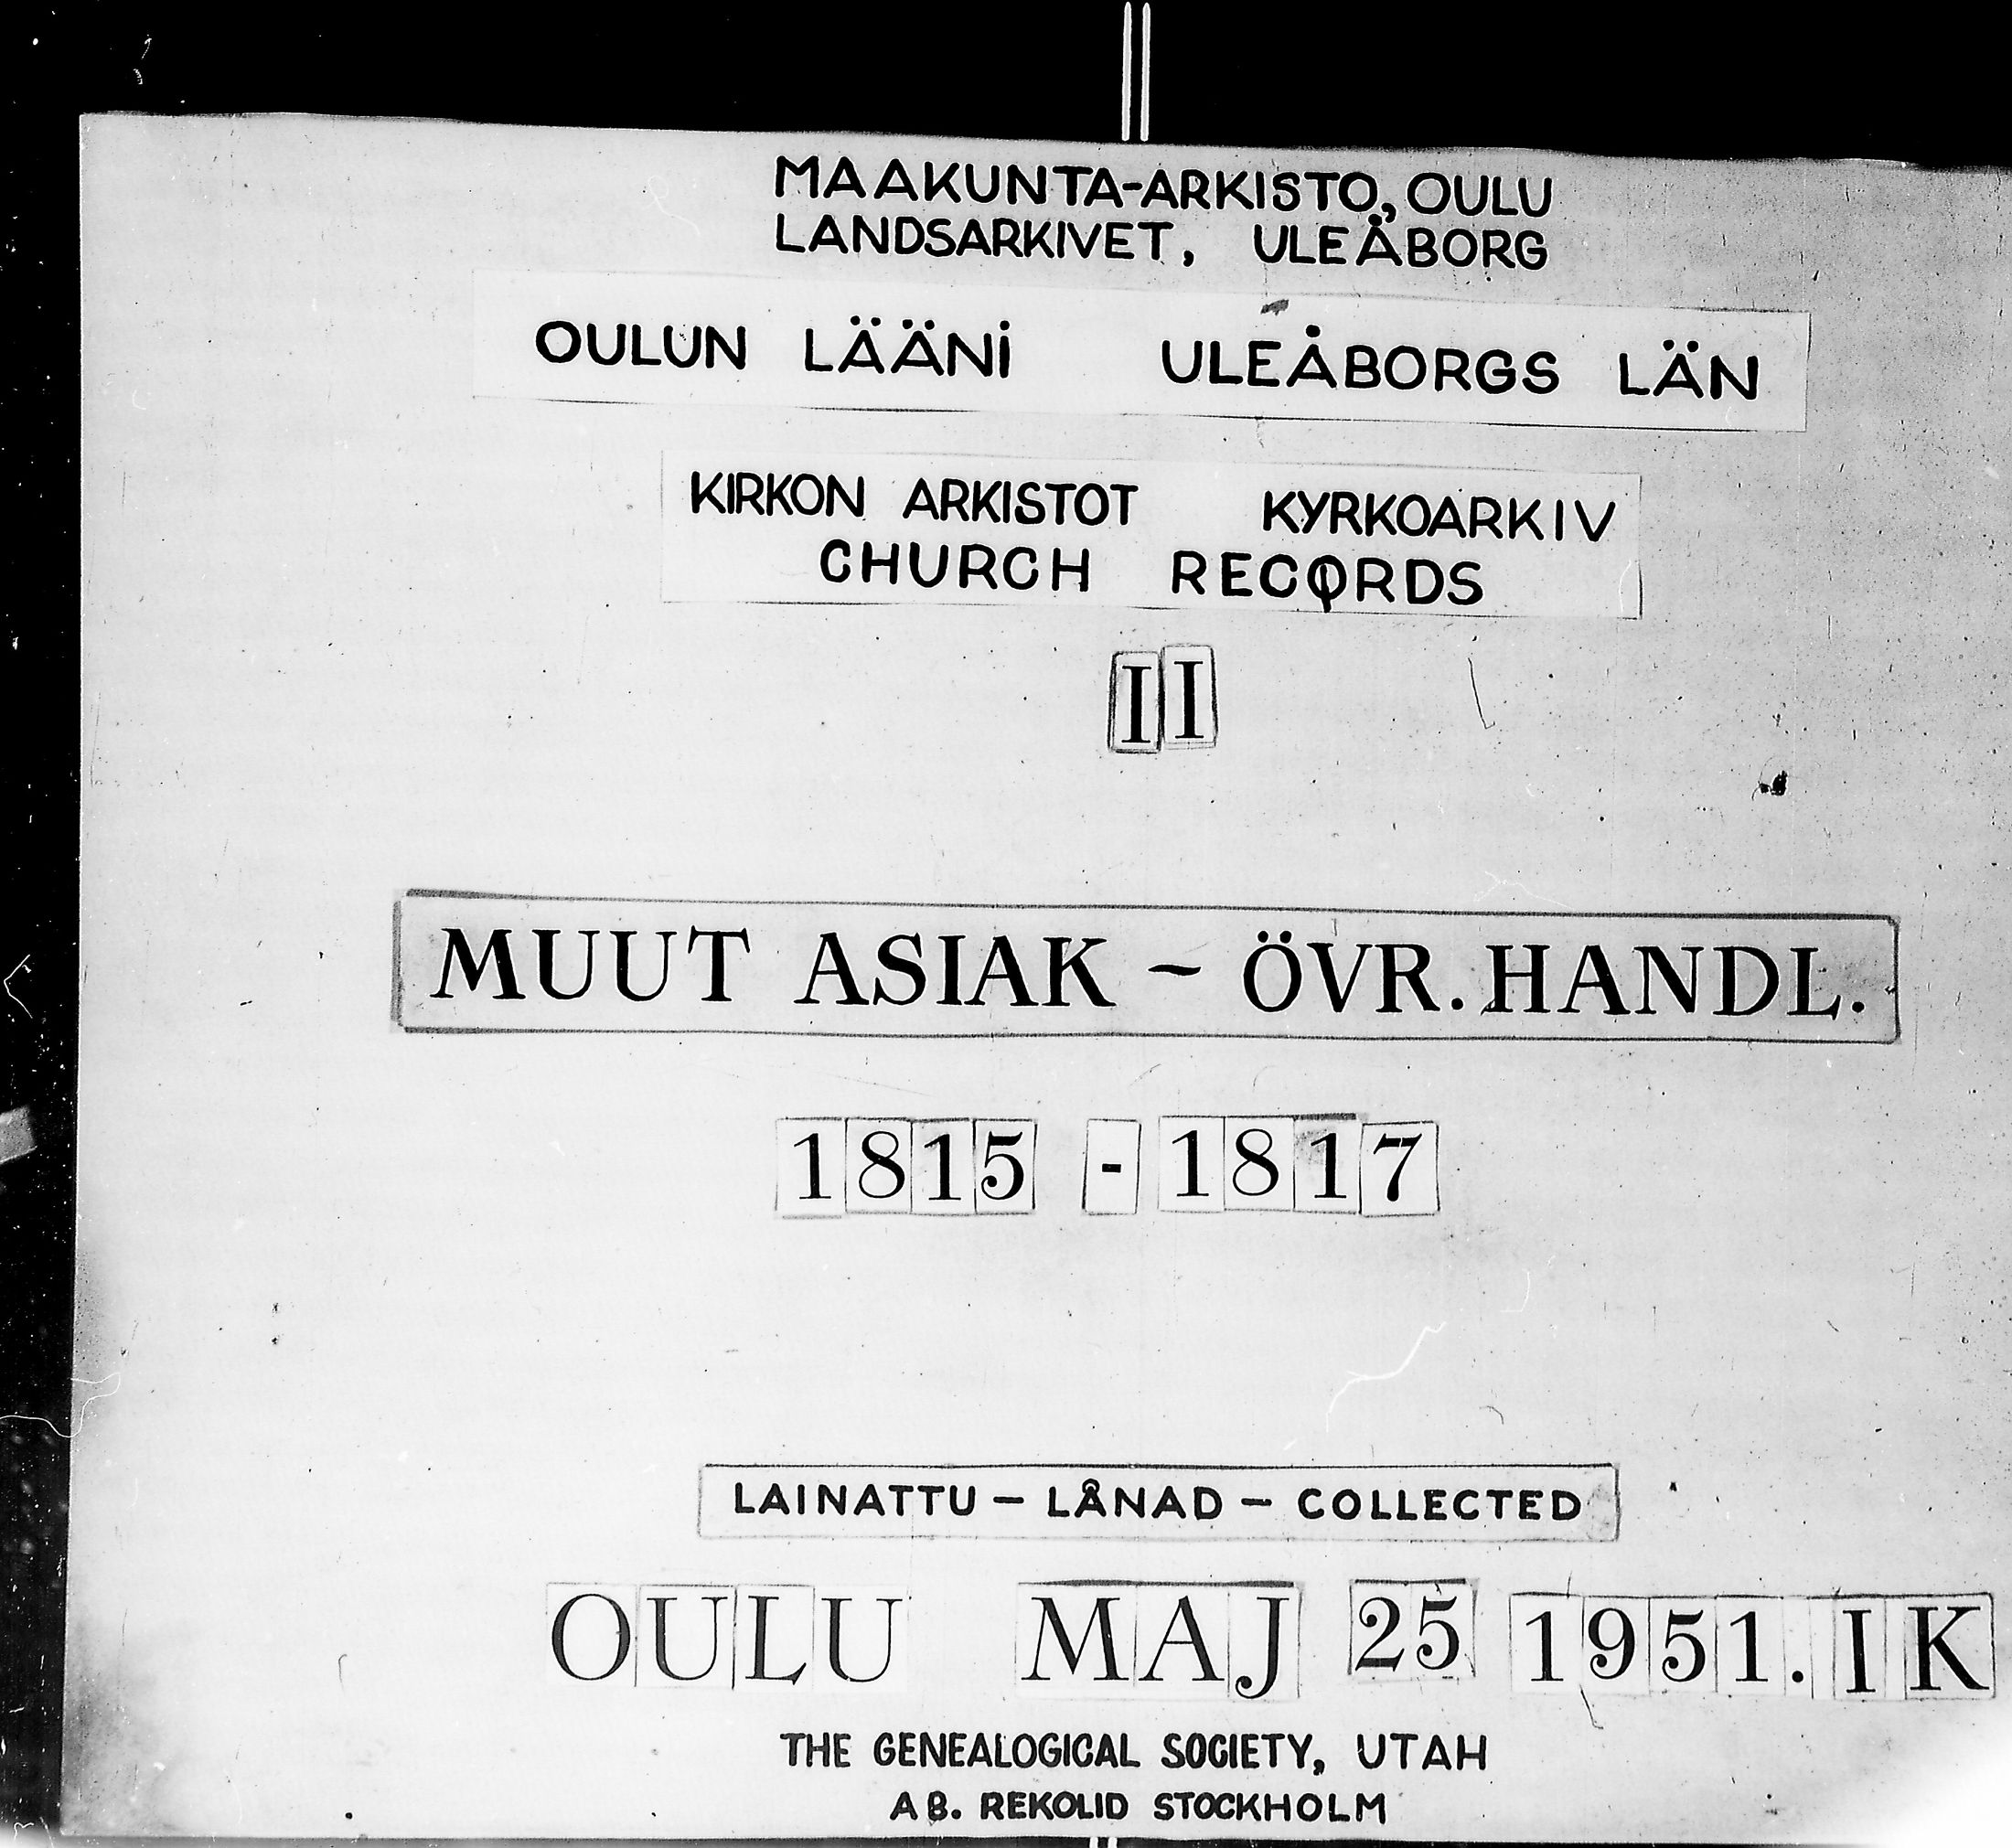 MAAKUNTA-ARKISTO, OULU
LANDSARKIVET, ULEÅBORG
OULUN LÄÄNI ULEÅBORGS LÄN
KIRKON ARKISTOT KYRKOARKIV
CHURCH RECORDS
II
MUUT ASIAK - ÖVR. HANDL.
1815 - 1817
LAINATTU - LÅNAD - COLLECTED
OULU MAJ 25 1951. IK
THE GENEALOGICAL SOCIETY, UTAH
AB. REKOLID STOCKHOLM